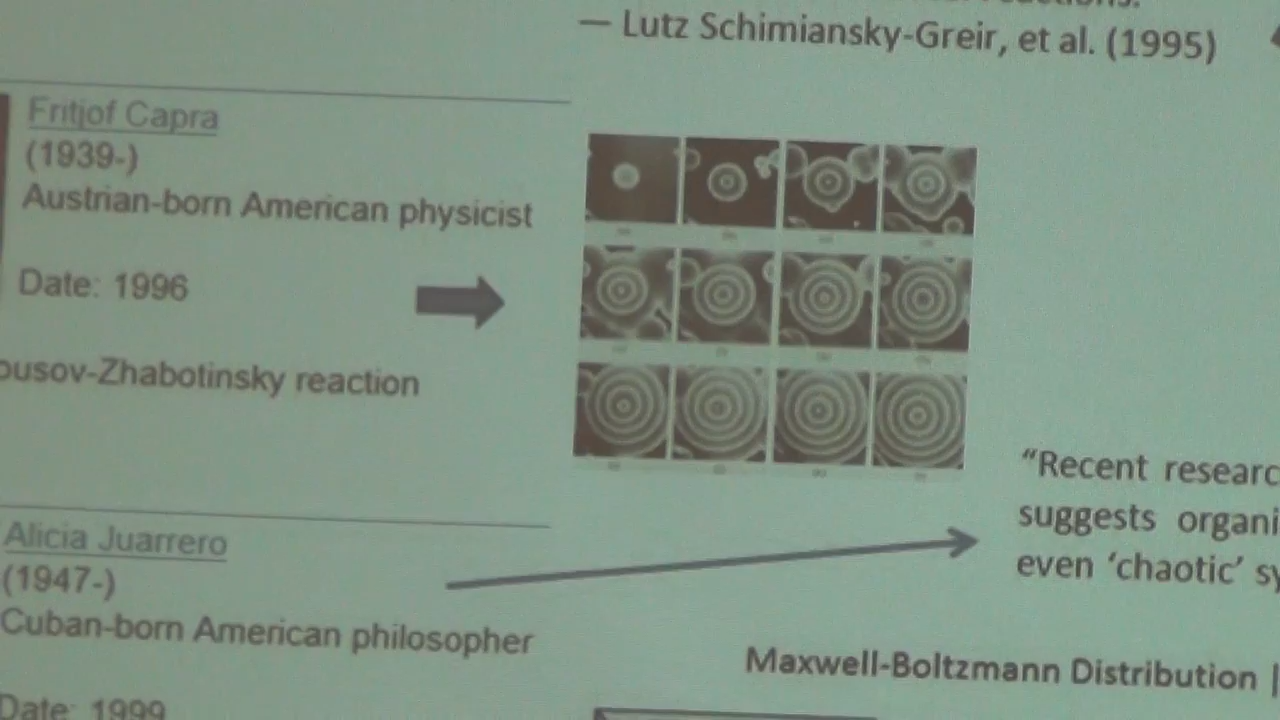 — Lutz Schimiansky-Greir, et al. (1995)
Fritjof Capra
(1939-)
Austrian-born American physicist
Date: 1996
ousov-Zhabotinsky reaction
Alicia Juarrero
(1947-)
Cuban-born American philosopher
Date: 1999
“Recent researc
suggests organi
even ‘chaotic’ sy
Maxwell-Boltzmann Distribution |